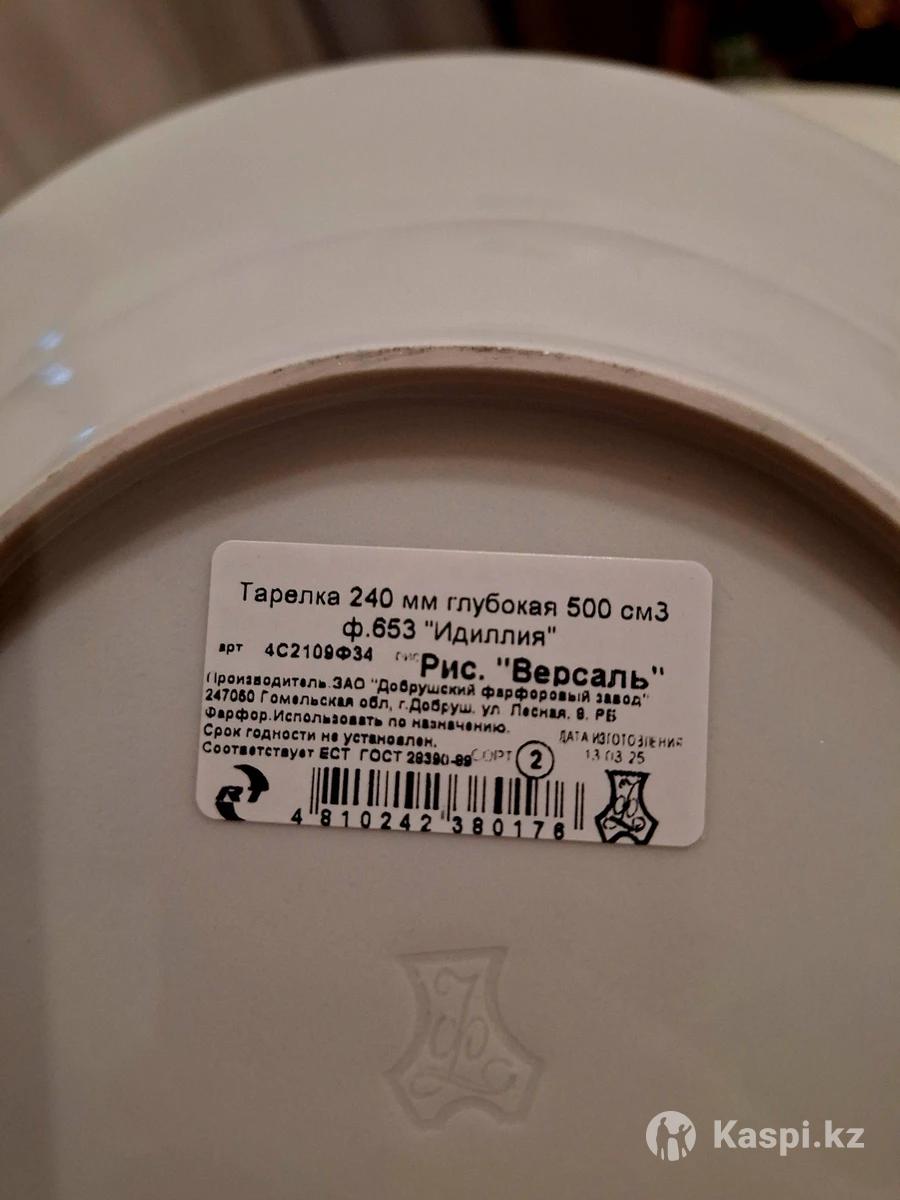 Тарелка 240 мм глубокая 500 см3
ф.653 "Идиллия"
арт 4С2109Ф34 рис Рис. "Версаль"
Производитель.ЗАО "Добрушский фарфоровый завод"
247060 Гомельская обл, г.Добруш. ул Лесная, 8. РБ
Фарфор.Использовать по назначению.
Срок годности не установлен. ДАТА ИЗГОТОВЛЕНИЯ
Соответствует ЕСТ ГОСТ 28390-89 СОРТ 2 13.03.25
4 810242 380176
Kaspi.kz